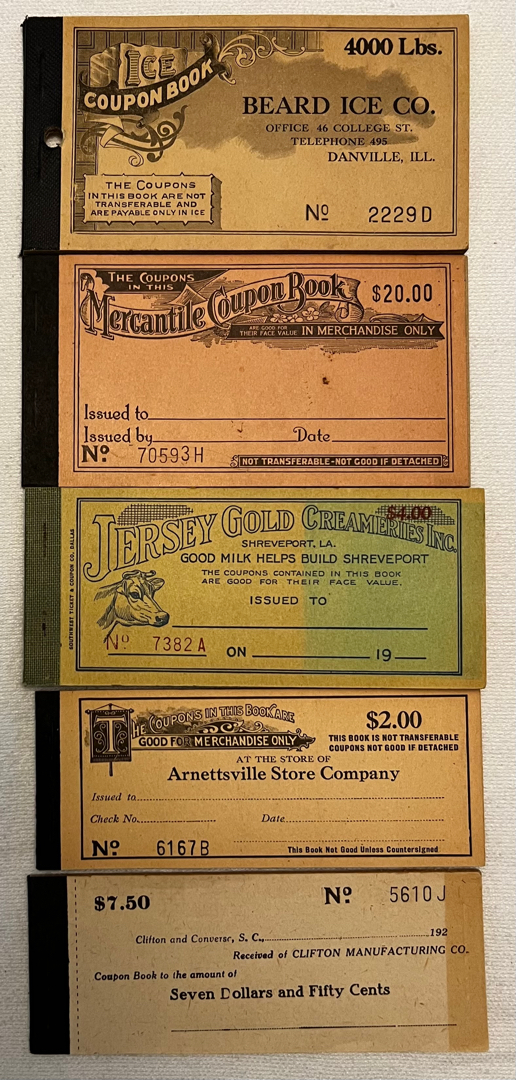 ICE
COUPON BOOK
4000 Lbs.
BEARD ICE CO.
OFFICE 46 COLLEGE ST.
TELEPHONE 495
DANVILLE, ILL.
THE COUPONS
IN THIS BOOK ARE NOT
TRANSFERABLE AND
ARE PAYABLE ONLY IN ICE
Nº 2229D
THE COUPONS
IN THIS
Mercantile Coupon Book
$20.00
ARE GOOD FOR
THEIR FACE VALUE IN MERCHANDISE ONLY
Issued to
Issued by Date
Nº 70593H
NOT TRANSFERABLE-NOT GOOD IF DETACHED
SOUTHWEST TICKET & COUPON CO. DALLAS
$4.00
JERSEY GOLD CREAMERIES INC.
SHREVEPORT, LA.
GOOD MILK HELPS BUILD SHREVEPORT
THE COUPONS CONTAINED IN THIS BOOK
ARE GOOD FOR THEIR FACE VALUE.
ISSUED TO
Nº 7382A
ON 19
THE COUPONS IN THIS BOOK ARE
GOOD FOR MERCHANDISE ONLY
$2.00
THIS BOOK IS NOT TRANSFERABLE
COUPONS NOT GOOD IF DETACHED
AT THE STORE OF
Arnettsville Store Company
Issued to
Check No. Date
Nº 6167B
This Book Not Good Unless Countersigned
$7.50 Nº 5610J
Clifton and Converse, S. C., 192
Received of CLIFTON MANUFACTURING CO.
Coupon Book to the amount of
Seven Dollars and Fifty Cents